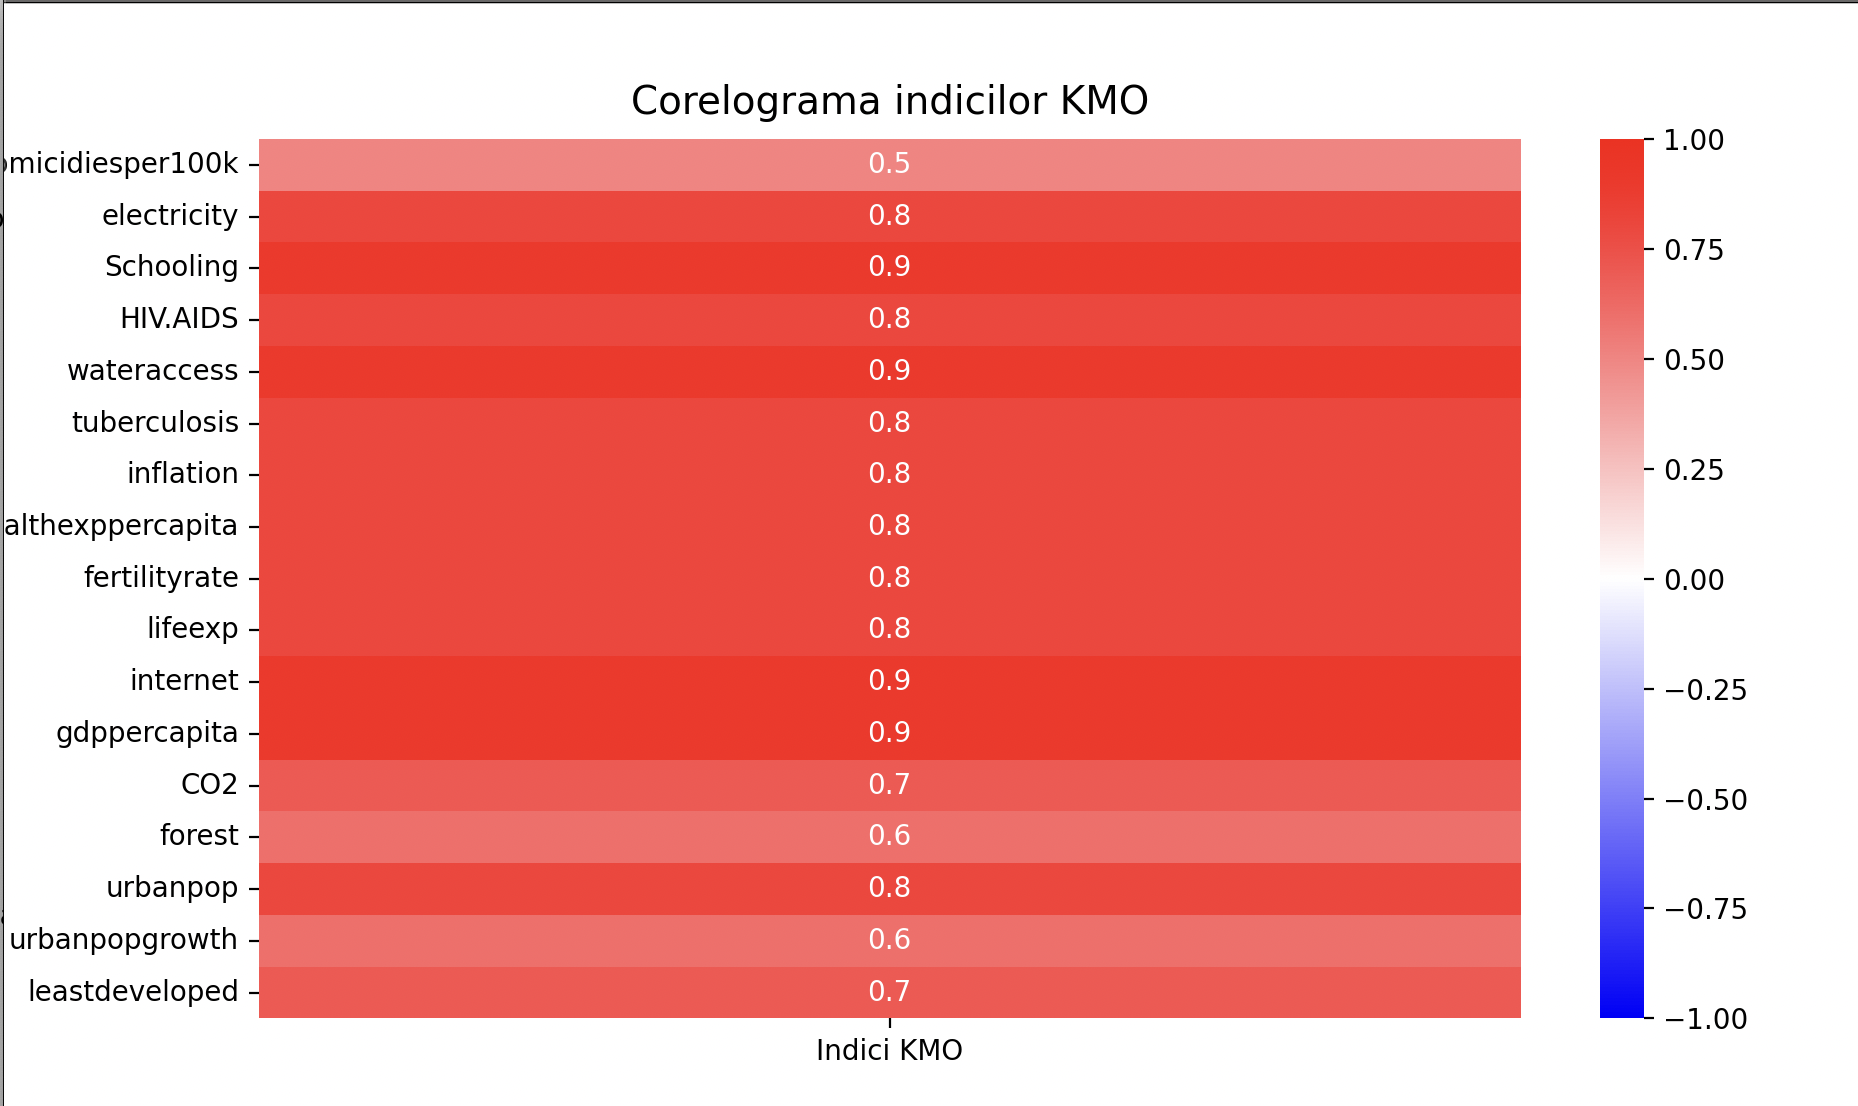 Corelograma indicilor KMO
omicidiesper100k 0.5
electricity 0.8
Schooling 0.9
HIV.AIDS 0.8
wateraccess 0.9
tuberculosis 0.8
inflation 0.8
althexppercapita 0.8
fertilityrate 0.8
lifeexp 0.8
internet 0.9
gdppercapita 0.9
CO2 0.7
forest 0.6
urbanpop 0.8
urbanpopgrowth 0.6
leastdeveloped 0.7
Indici KMO
1.00
0.75
0.50
0.25
0.00
−0.25
−0.50
−0.75
−1.00